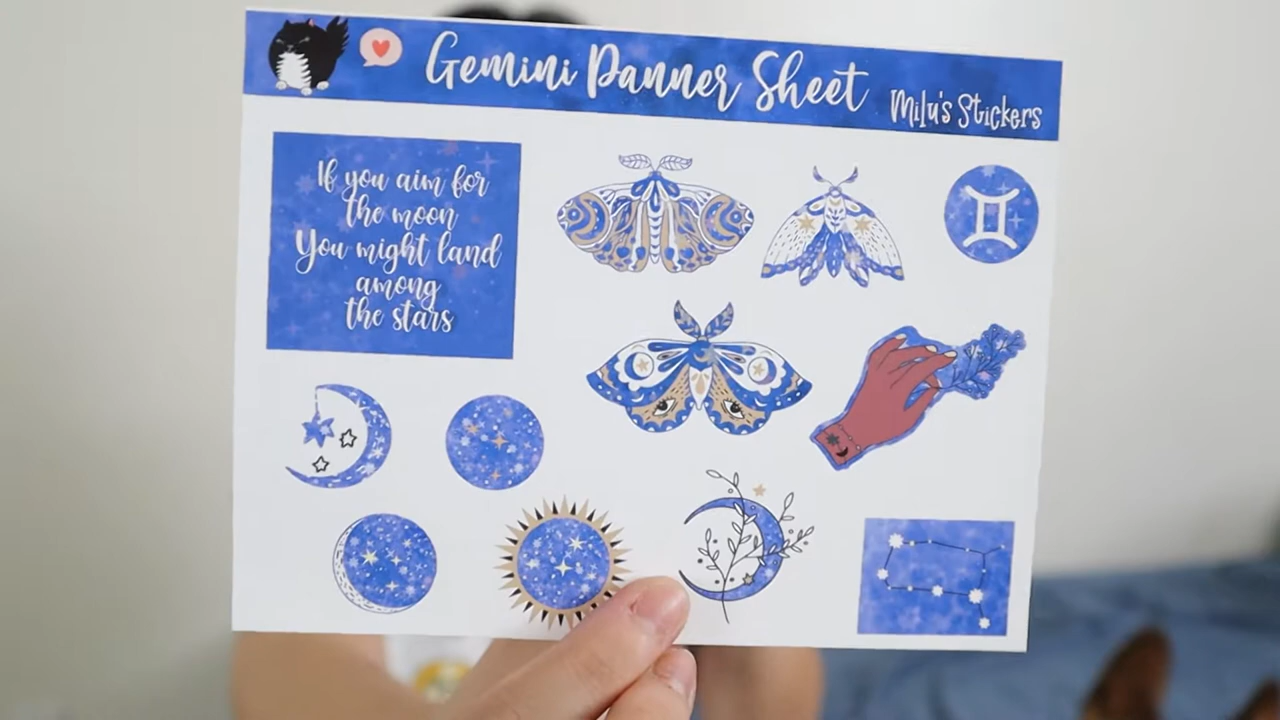 Gemini Panner Sheet
Milu's Stickers
If you aim for
the moon
You might land
among
the stars